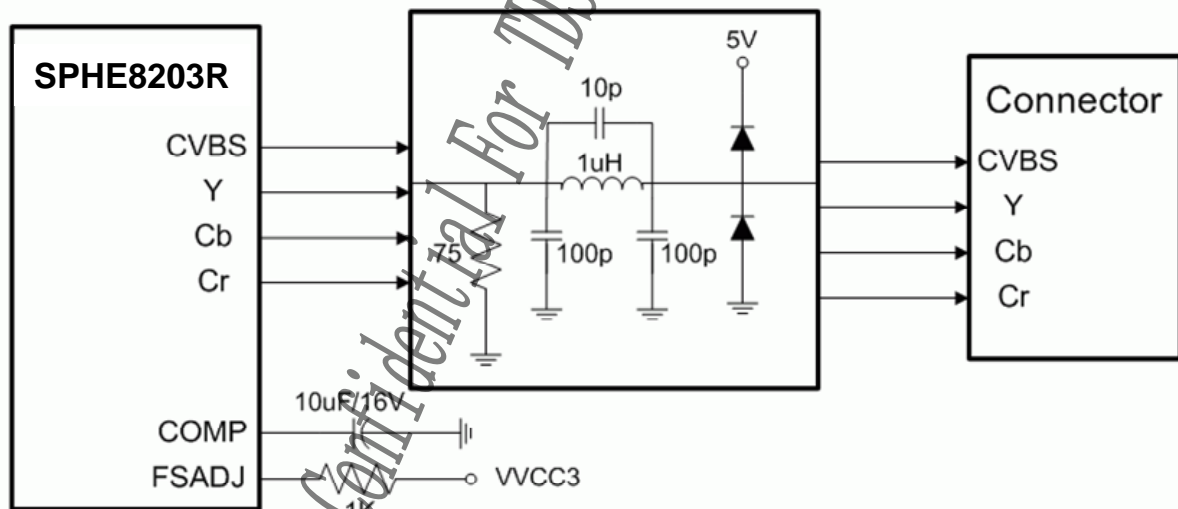 SPHE8203R
CVBS
Y
Cb
Cr
COMP
FSADJ
10uF/16V
1K
VVCC3
75
100p
10p
1uH
100p
5V
Connector
CVBS
Y
Cb
Cr
Confidential For